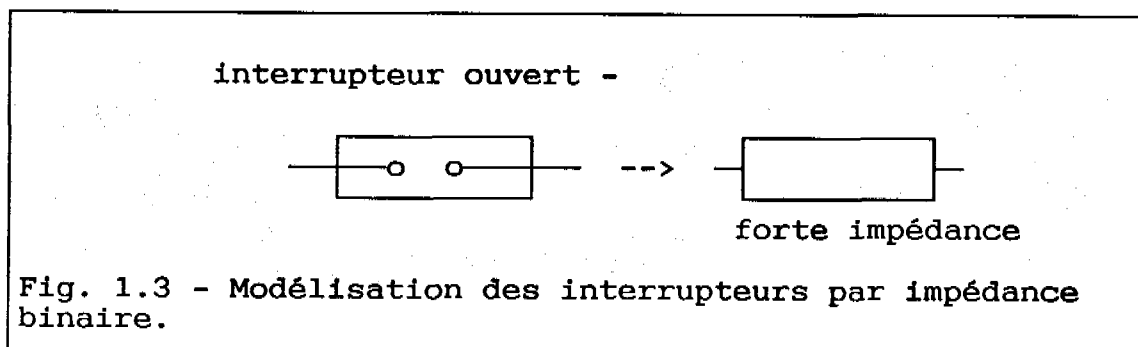 interrupteur ouvert -
-->
forte impédance
Fig. 1.3 - Modélisation des interrupteurs par impédance
binaire.